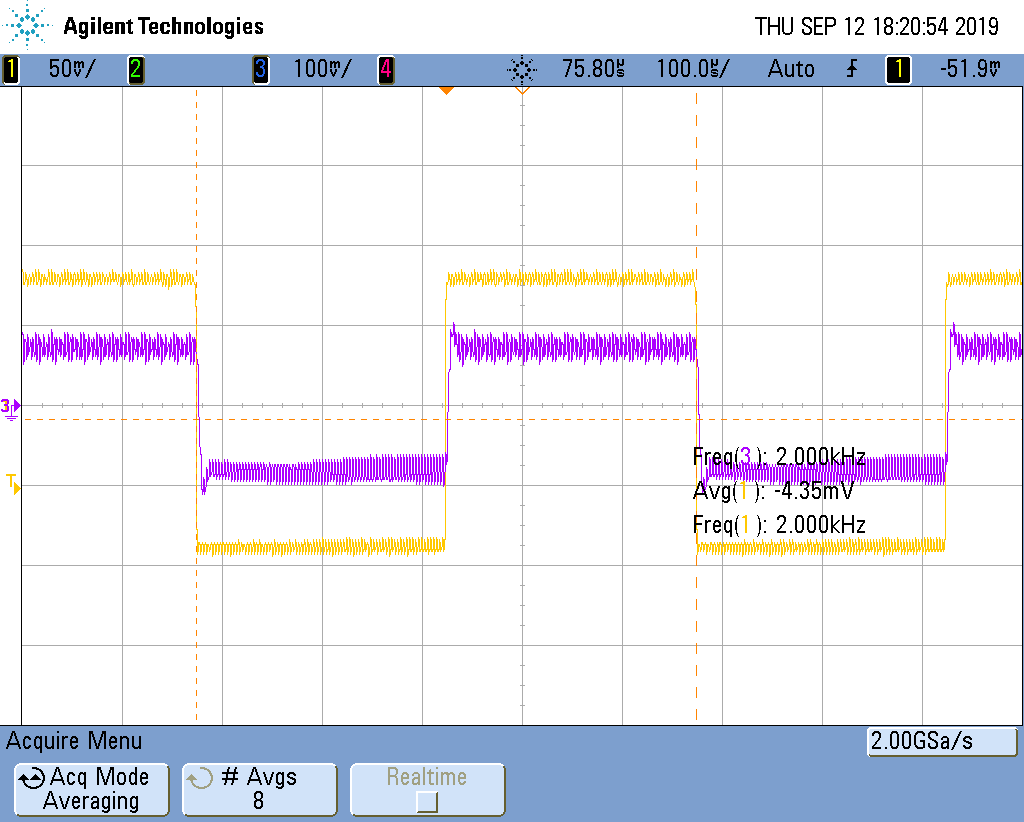 Agilent Technologies
THU SEP 12 18:20:54 2019
1 50mV/ 2 3 100mV/ 4 75.80µs 100.0µs/ Auto 1 -51.9mV
3
T
Freq(3): 2.000kHz
Avg(1): -4.35mV
Freq(1): 2.000kHz
Acquire Menu
2.00GSa/s
Acq Mode
Averaging
# Avgs
8
Realtime